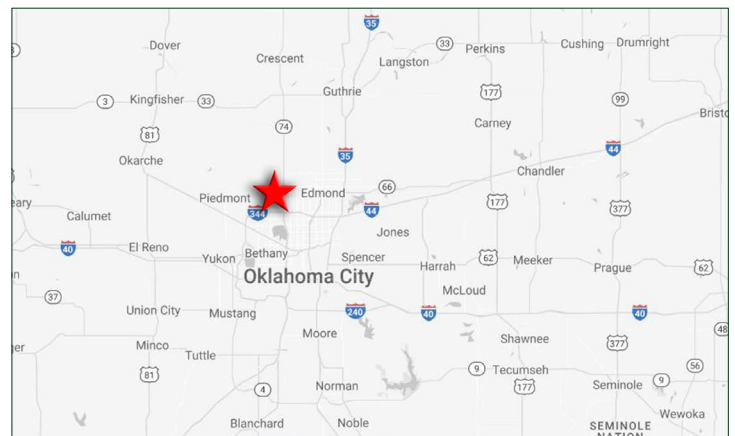 35
33
Dover
Perkins
Cushing
Drumright
Crescent
Langston
Guthrie
177
3
Kingfisher
33
99
74
Bristo
81
Carney
35
44
Okarche
Chandler
Piedmont
Edmond
66
eary
Calumet
344
44
177
377
Jones
40
El Reno
Yukon
Bethany
Spencer
Harrah
62
Meeker
Prague
62
Oklahoma City
McLoud
37
Union City
Mustang
240
40
40
Moore
Shawnee
48
ger
Minco
Tuttle
377
81
9
Tecumseh
56
4
Norman
177
Seminole
9
Blanchard
Noble
Wewoka
SEMINOLE
NATION